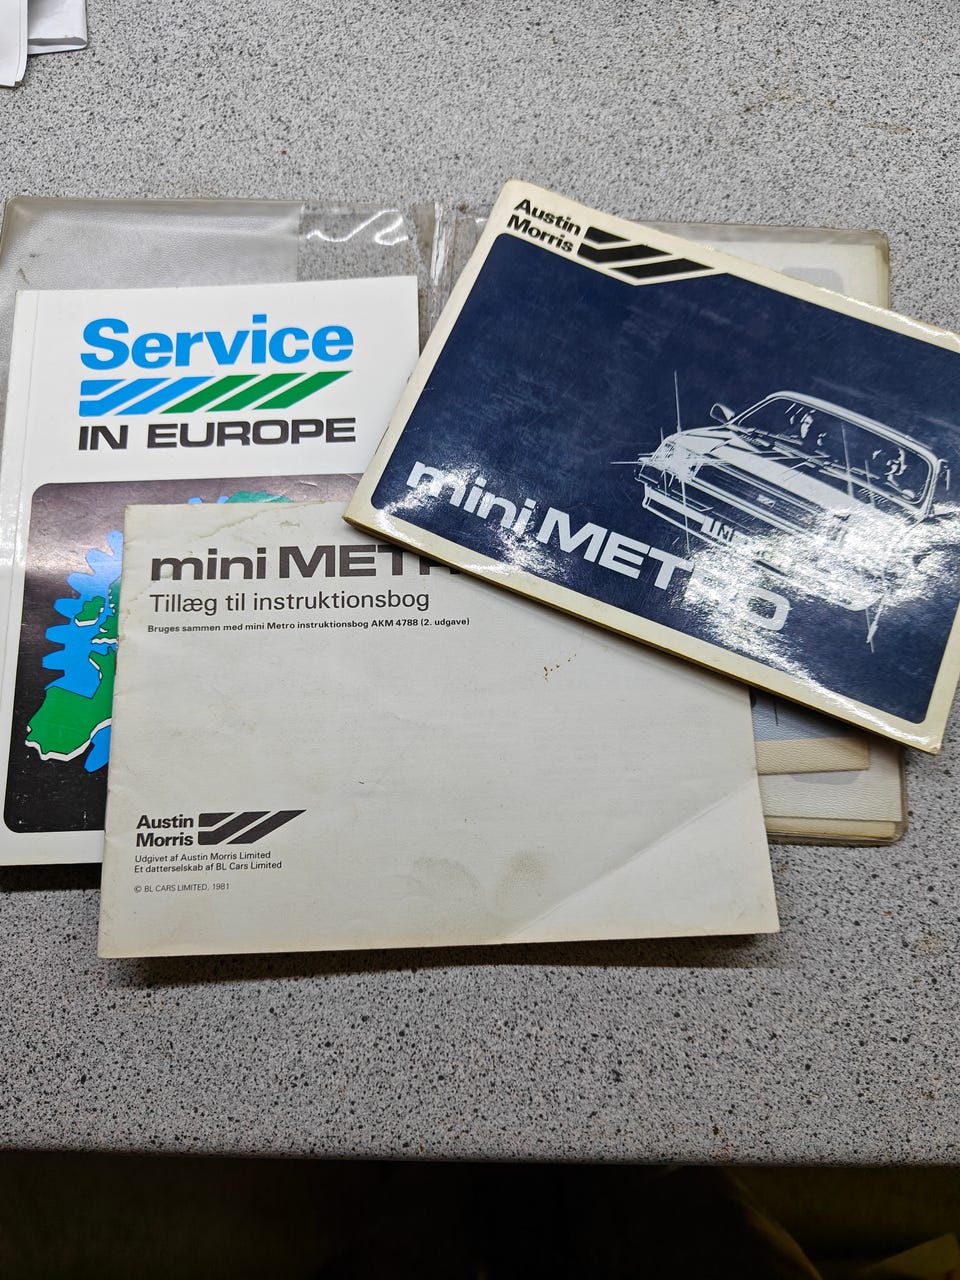 Service
IN EUROPE
Austin
Morris
mini METRO
mini METR
Tillæg til instruktionsbog
Bruges sammen med mini Metro instruktionsbog AKM 4788 (2. udgave)
Austin
Morris
Udgivet af Austin Morris Limited
Et datterselskab af BL Cars Limited
© BL CARS LIMITED, 1981